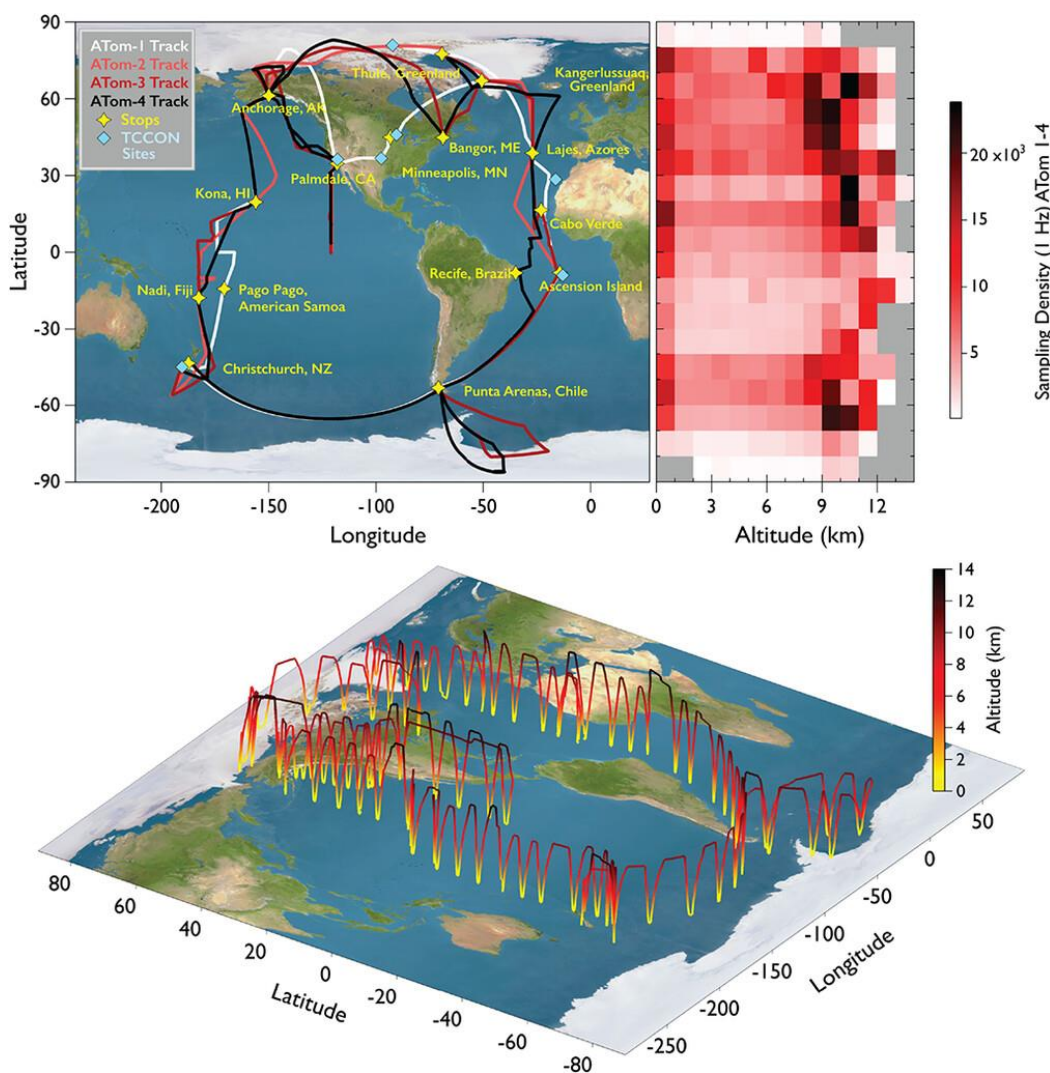 90
60
30
0
-30
-60
-90
Latitude
ATom-1 Track
ATom-2 Track
ATom-3 Track
ATom-4 Track
Stops
TCCON
Sites
Thule, Greenland
Kangerlussuaq,
Greenland
Anchorage, AK
Bangor, ME
Lajes, Azores
Minneapolis, MN
Palmdale, CA
Kona, HI
Cabo Verde
Recife, Brazil
Ascension Island
Nadi, Fiji
Pago Pago,
American Samoa
Christchurch, NZ
Punta Arenas, Chile
-200
-150
-100
-50
0
Longitude
0
3
6
9
12
Altitude (km)
20 x10³
15
10
5
Sampling Density (1 Hz) ATom 1-4
14
12
10
8
6
4
2
0
Altitude (km)
80
60
40
20
0
-20
-40
-60
-80
Latitude
50
0
-50
-100
-150
-200
-250
Longitude